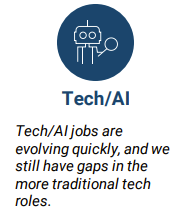 Tech/AI
Tech/AI jobs are
evolving quickly, and we
still have gaps in the
more traditional tech
roles.